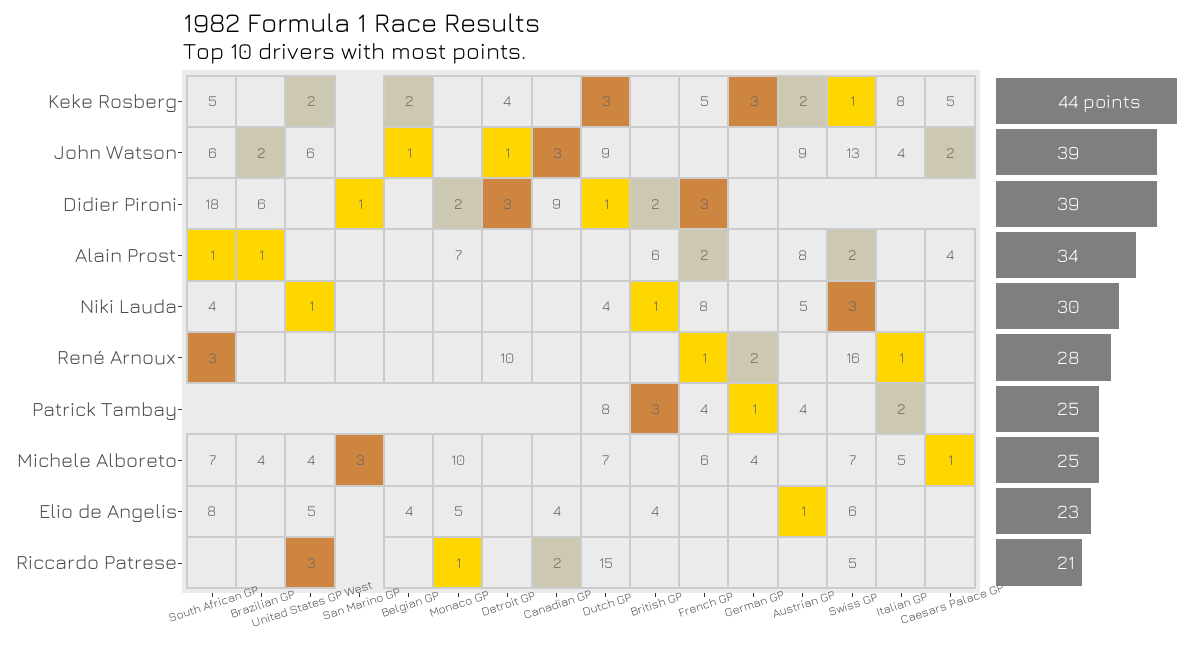 1982 Formula 1 Race Results
Top 10 drivers with most points.
Keke Rosberg 5 2 2 4 3 5 3 2 1 8 5 44 points
John Watson 6 2 6 1 1 3 9 9 13 4 2 39
Didier Pironi 18 6 1 2 3 9 1 2 3 39
Alain Prost 1 1 7 6 2 8 2 4 34
Niki Lauda 4 1 4 1 8 5 3 30
René Arnoux 3 10 1 2 16 1 28
Patrick Tambay 8 3 4 1 4 2 25
Michele Alboreto 7 4 4 3 10 7 6 4 7 5 1 25
Elio de Angelis 8 5 4 5 4 4 1 6 23
Riccardo Patrese 3 1 2 15 5 21
South African GP
Brazilian GP
United States GP West
San Marino GP
Belgian GP
Monaco GP
Detroit GP
Canadian GP
Dutch GP
British GP
French GP
German GP
Austrian GP
Swiss GP
Italian GP
Caesars Palace GP